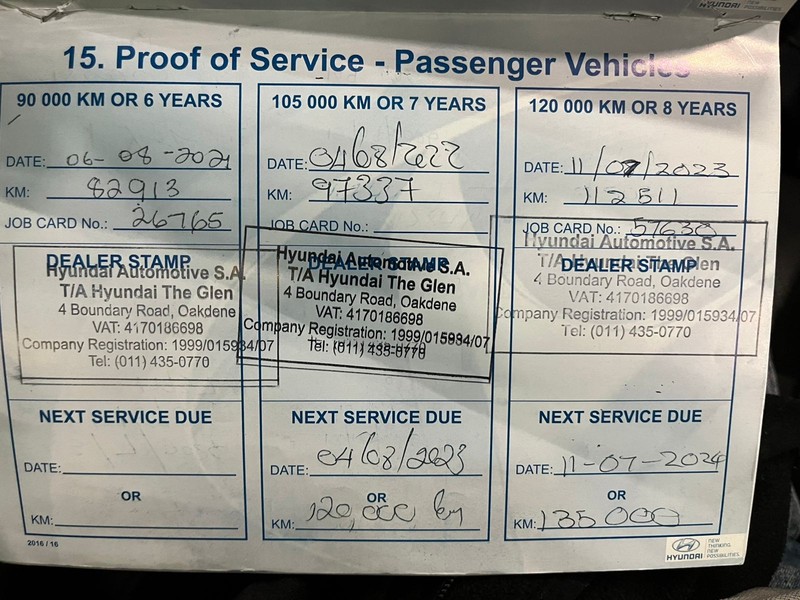 HYUNDAI NEW THINKING. NEW POSSIBILITIES.
15. Proof of Service - Passenger Vehicles
90 000 KM OR 6 YEARS
DATE: 06-08-2021
KM: 82913
JOB CARD No.: 26765
DEALER STAMP
Hyundai Automotive S.A.
T/A Hyundai The Glen
4 Boundary Road, Oakdene
VAT: 4170186698
Company Registration: 1999/015934/07
Tel: (011) 435-0770
NEXT SERVICE DUE
DATE:
OR
KM:
105 000 KM OR 7 YEARS
DATE: 04/08/2022
KM: 97337
JOB CARD No.:
DEALER STAMP
Hyundai Automotive S.A.
T/A Hyundai The Glen
4 Boundary Road, Oakdene
VAT: 4170186698
Company Registration: 1999/015934/07
Tel: (011) 435-0770
NEXT SERVICE DUE
DATE: 04/08/2023
OR
KM: 120,000 km
120 000 KM OR 8 YEARS
DATE: 11/07/2023
KM: 112511
JOB CARD No.: 57630
DEALER STAMP
Hyundai Automotive S.A.
T/A Hyundai The Glen
4 Boundary Road, Oakdene
VAT: 4170186698
Company Registration: 1999/015934/07
Tel: (011) 435-0770
NEXT SERVICE DUE
DATE: 11-07-2024
OR
KM: 135000
2016 / 16
HYUNDAI NEW THINKING. NEW POSSIBILITIES.